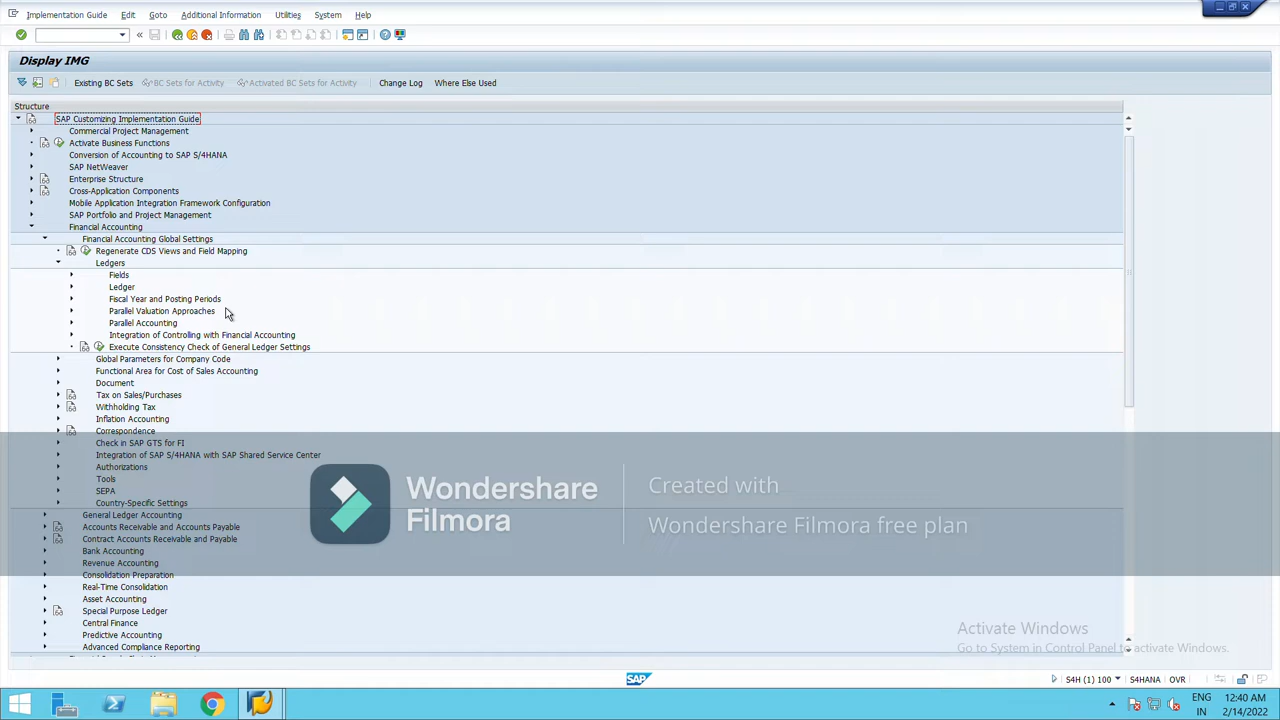 Implementation Guide Edit Goto Additional Information Utilities System Help
Display IMG
Existing BC Sets BC Sets for Activity Activated BC Sets for Activity Change Log Where Else Used
Structure
SAP Customizing Implementation Guide
Commercial Project Management
Activate Business Functions
Conversion of Accounting to SAP S/4HANA
SAP NetWeaver
Enterprise Structure
Cross-Application Components
Mobile Application Integration Framework Configuration
SAP Portfolio and Project Management
Financial Accounting
Financial Accounting Global Settings
Regenerate CDS Views and Field Mapping
Ledgers
Fields
Ledger
Fiscal Year and Posting Periods
Parallel Valuation Approaches
Parallel Accounting
Integration of Controlling with Financial Accounting
Execute Consistency Check of General Ledger Settings
Global Parameters for Company Code
Functional Area for Cost of Sales Accounting
Document
Tax on Sales/Purchases
Withholding Tax
Inflation Accounting
Correspondence
Check in SAP GTS for FI
Integration of SAP S/4HANA with SAP Shared Service Center
Authorizations
Tools
SEPA
Country-Specific Settings
General Ledger Accounting
Accounts Receivable and Accounts Payable
Contract Accounts Receivable and Payable
Bank Accounting
Revenue Accounting
Consolidation Preparation
Real-Time Consolidation
Asset Accounting
Special Purpose Ledger
Central Finance
Predictive Accounting
Advanced Compliance Reporting
Wondershare
Filmora
Created with
Wondershare Filmora free plan
Activate Windows
Go to System in Control Panel to activate Windows.
SAP
S4H (1) 100 S4HANA OVR
ENG 12:40 AM
IN 2/14/2022